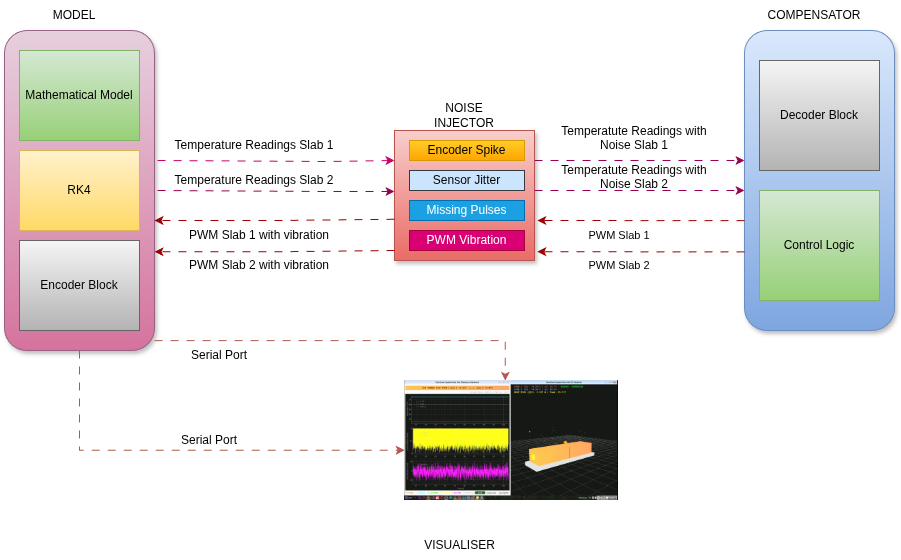 MODEL
COMPENSATOR
Mathematical Model
RK4
Encoder Block
Temperature Readings Slab 1
Temperature Readings Slab 2
PWM Slab 1 with vibration
PWM Slab 2 with vibration
NOISE
INJECTOR
Encoder Spike
Sensor Jitter
Missing Pulses
PWM Vibration
Temperatute Readings with
Noise Slab 1
Temperature Readings with
Noise Slab 2
PWM Slab 1
PWM Slab 2
Decoder Block
Control Logic
Serial Port
Serial Port
VISUALISER